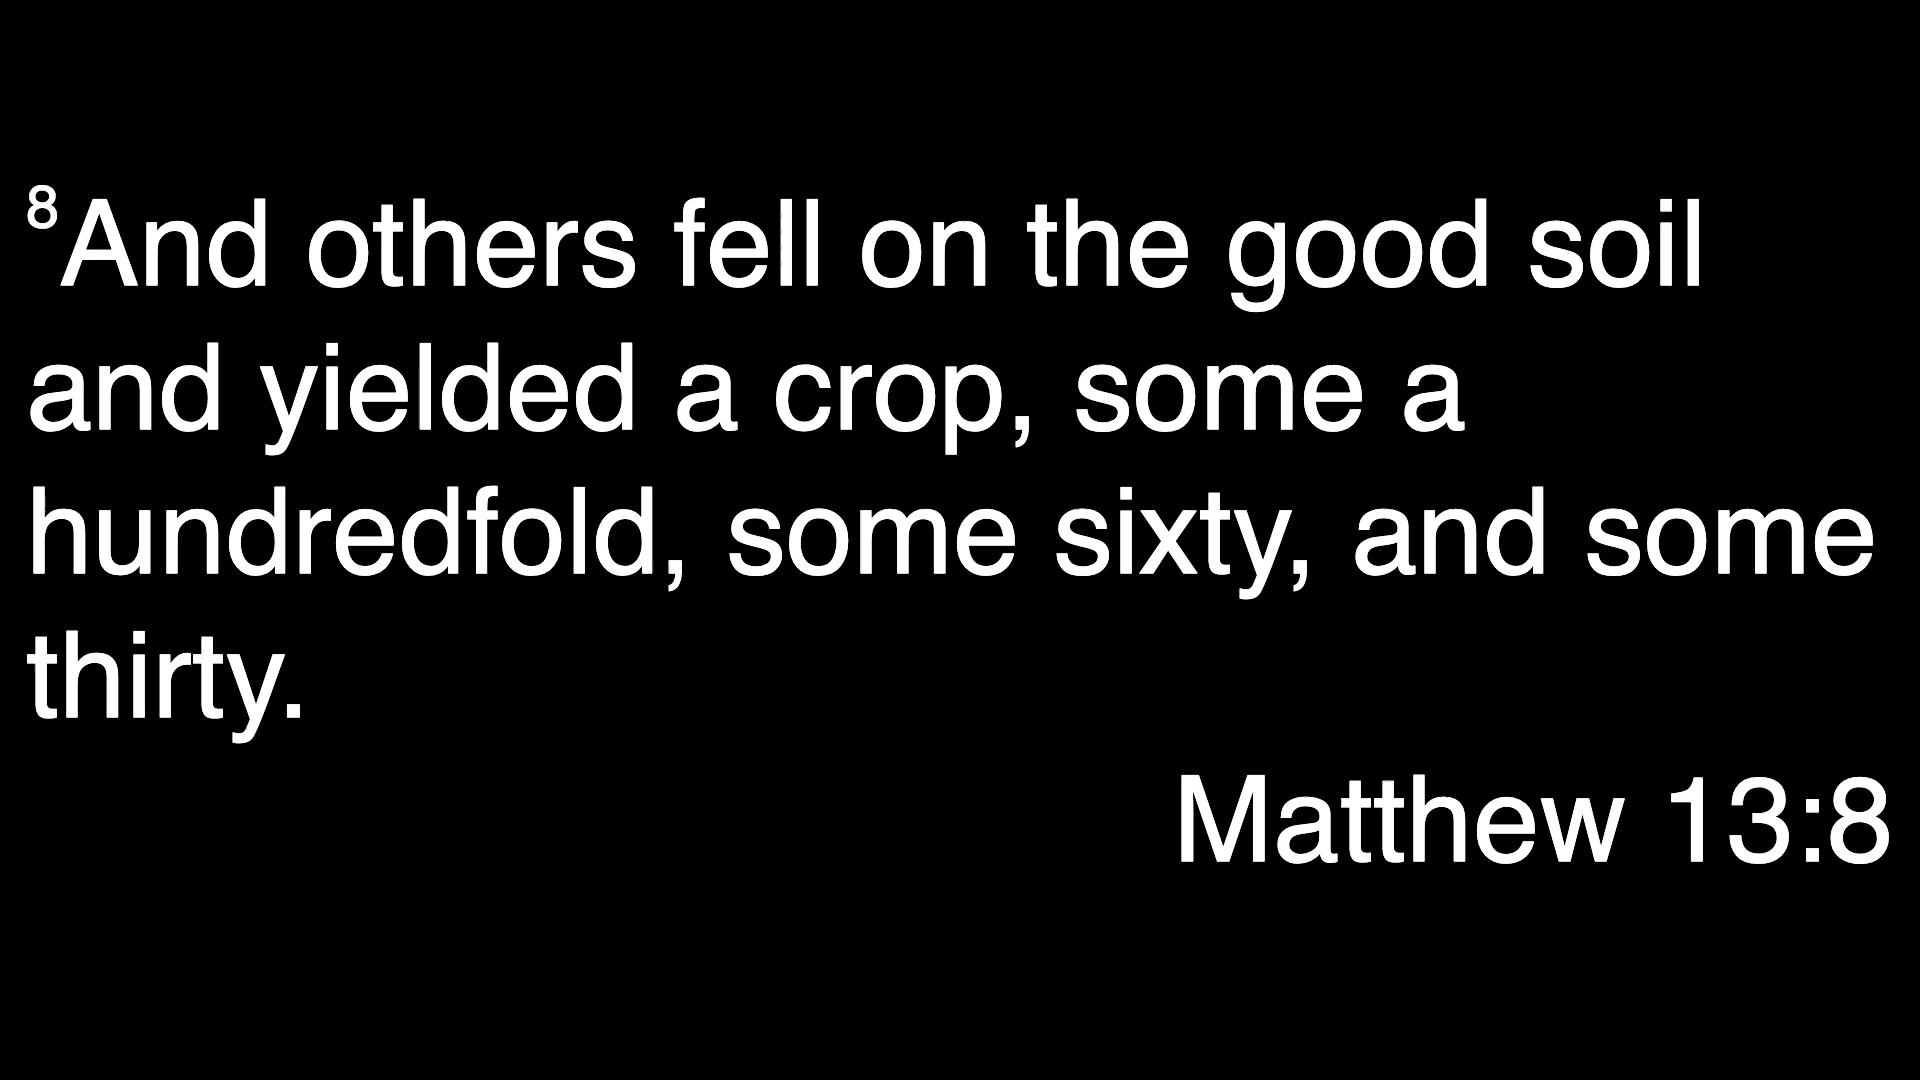 ⁸And others fell on the good soil
and yielded a crop, some a
hundredfold, some sixty, and some
thirty.
Matthew 13:8